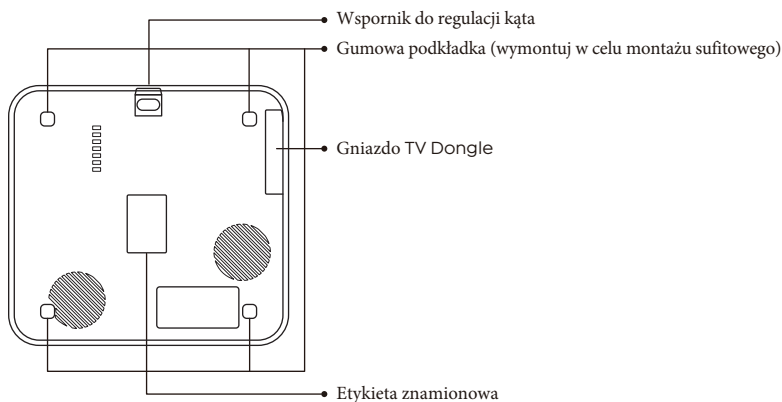 Wspornik do regulacji kąta
Gumowa podkładka (wymontuj w celu montażu sufitowego)
Gniazdo TV Dongle
Etykieta znamionowa